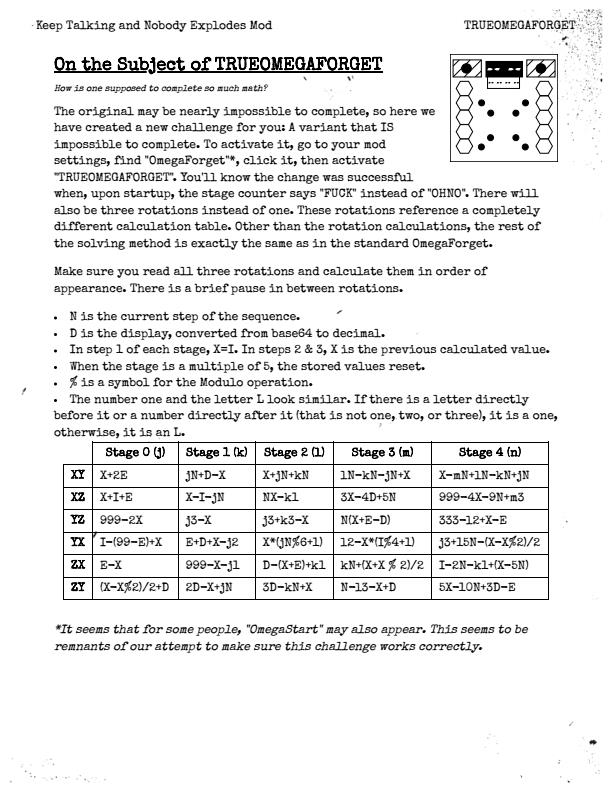 Keep Talking and Nobody Explodes Mod TRUEOMEGAFORGET
On the Subject of TRUEOMEGAFORGET
How is one supposed to complete so much math?
The original may be nearly impossible to complete, so here we
have created a new challenge for you: A variant that IS
impossible to complete. To activate it, go to your mod
settings, find "OmegaForget"*, click it, then activate
"TRUEOMEGAFORGET". You'll know the change was successful
when, upon startup, the stage counter says "FUCK" instead of "OHNO". There will
also be three rotations instead of one. These rotations reference a completely
different calculation table. Other than the rotation calculations, the rest of
the solving method is exactly the same as in the standard OmegaForget.
Make sure you read all three rotations and calculate them in order of
appearance. There is a brief pause in between rotations.
• N is the current step of the sequence.
• D is the display, converted from base64 to decimal.
• In step 1 of each stage, X=I. In steps 2 & 3, X is the previous calculated value.
• When the stage is a multiple of 5, the stored values reset.
• % is a symbol for the Modulo operation.
• The number one and the letter L look similar. If there is a letter directly
before it or a number directly after it (that is not one, two, or three), it is a one,
otherwise, it is an L.
Stage 0 (j) Stage 1 (k) Stage 2 (l) Stage 3 (m) Stage 4 (n)
XY X+2E jN+D-X X+jN+kN lN-kN-jN+X X-mN+lN-kN+jN
XZ X+I+E X-I-jN NX-k1 3X-4D+5N 999-4X-9N+m3
YZ 999-2X j3-X j3+k3-X N(X+E-D) 333-l2+X-E
YX I-(99-E)+X E+D+X-j2 X*(jN%6+1) l2-X*(I%4+1) j3+l5N-(X-X%2)/2
ZX E-X 999-X-j1 D-(X+E)+k1 kN+(X+X % 2)/2 I-2N-k1+(X-5N)
ZY (X-X%2)/2+D 2D-X+jN 3D-kN+X N-l3-X+D 5X-10N+3D-E
*It seems that for some people, "OmegaStart" may also appear. This seems to be
remnants of our attempt to make sure this challenge works correctly.